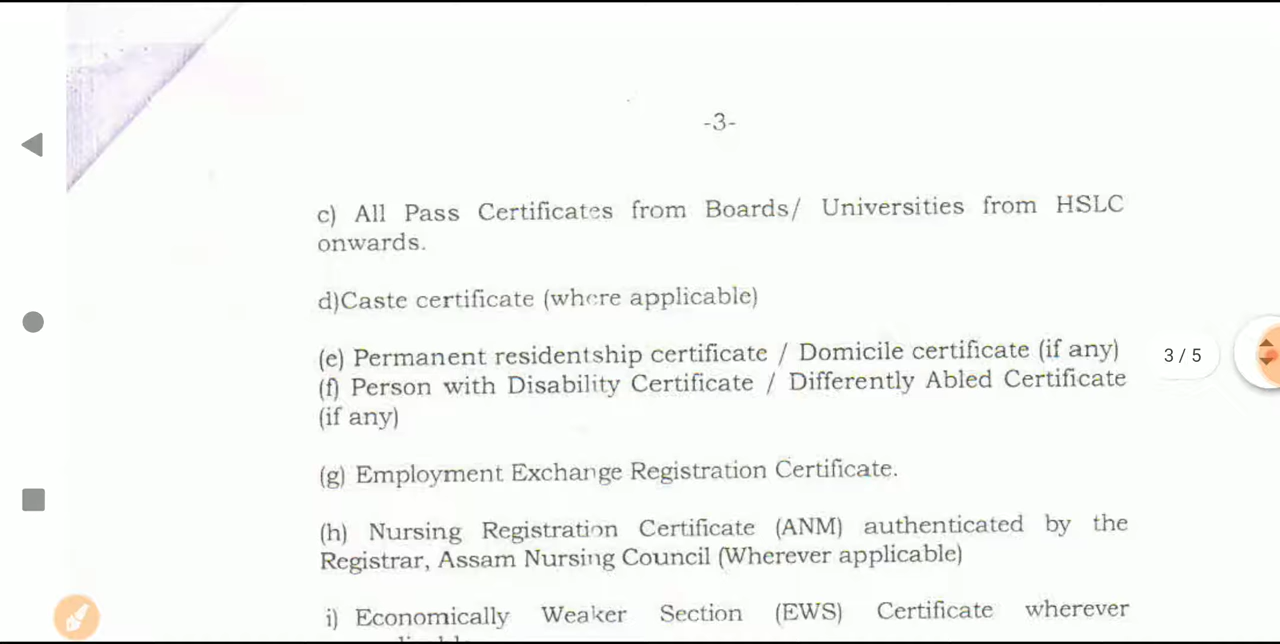 -3-
c) All Pass Certificates from Boards/ Universities from HSLC
onwards.
d)Caste certificate (where applicable)
(e) Permanent residentship certificate / Domicile certificate (if any)
3 / 5
(f) Person with Disability Certificate / Differently Abled Certificate
(if any)
(g) Employment Exchange Registration Certificate.
(h) Nursing Registration Certificate (ANM) authenticated by the
Registrar, Assam Nursing Council (Wherever applicable)
i) Economically Weaker Section (EWS) Certificate wherever